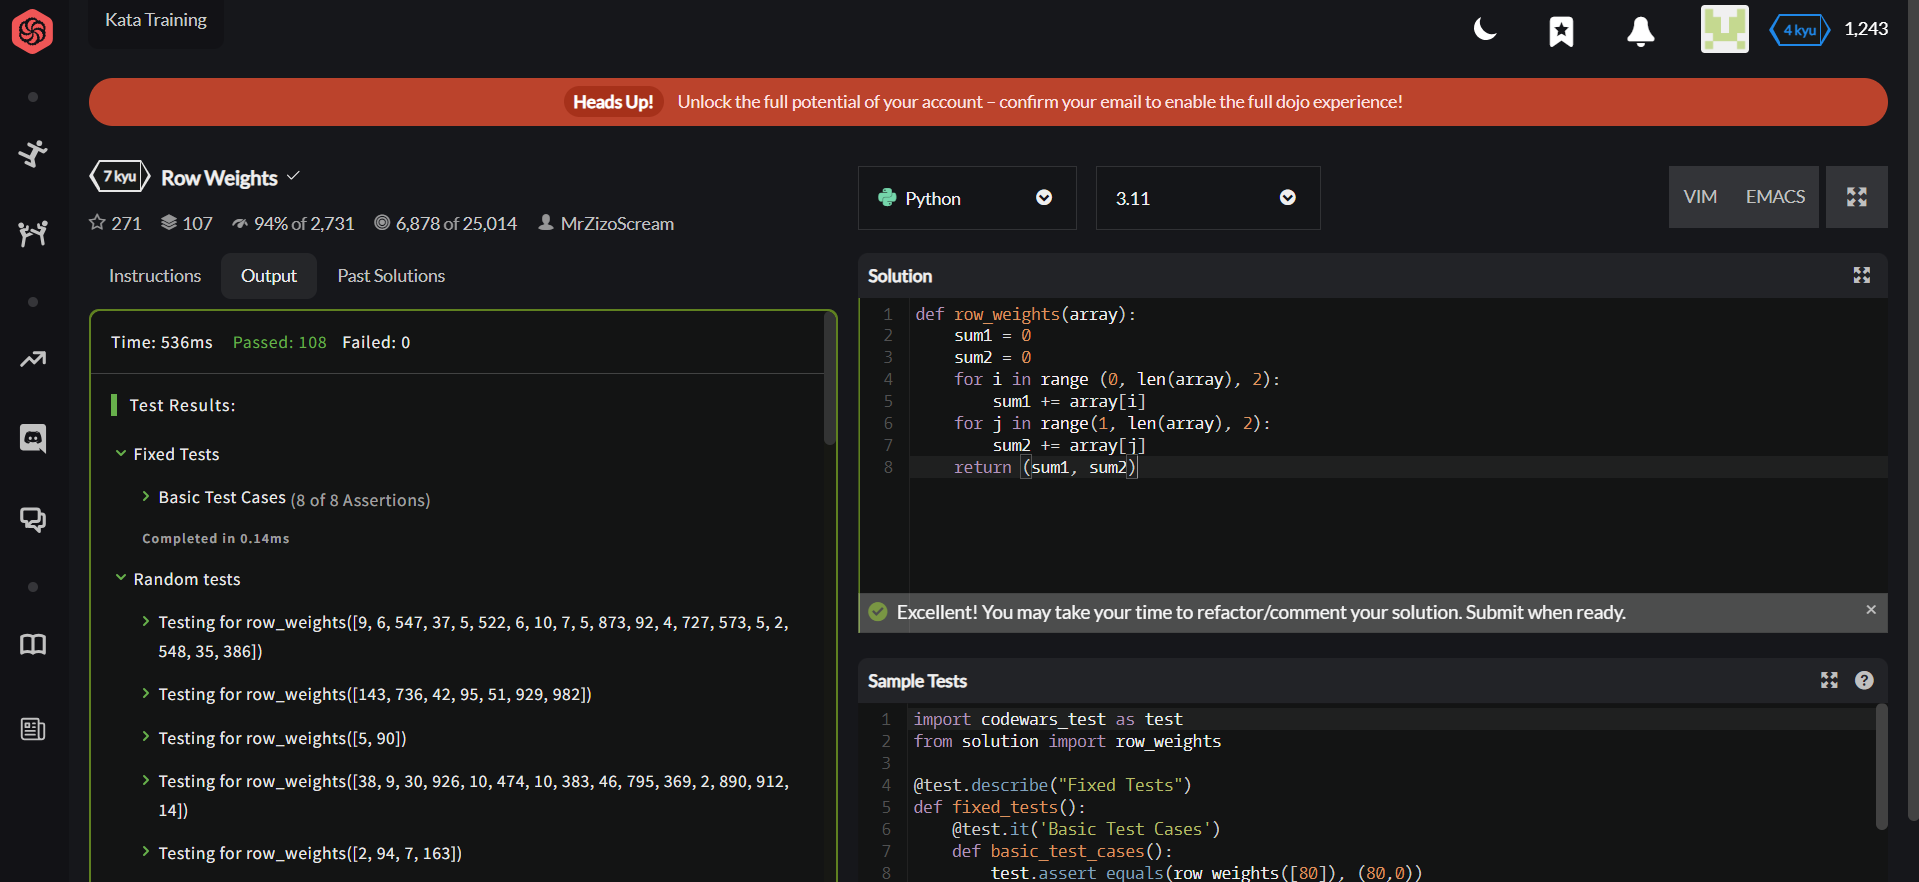 Kata Training
4 kyu
1,243
Heads Up! Unlock the full potential of your account – confirm your email to enable the full dojo experience!
7 kyu Row Weights
271 107 94% of 2,731 6,878 of 25,014 MrZizoScream
Instructions Output Past Solutions
Time: 536ms Passed: 108 Failed: 0
Test Results:
Fixed Tests
Basic Test Cases (8 of 8 Assertions)
Completed in 0.14ms
Random tests
Testing for row_weights([9, 6, 547, 37, 5, 522, 6, 10, 7, 5, 873, 92, 4, 727, 573, 5, 2,
548, 35, 386])
Testing for row_weights([143, 736, 42, 95, 51, 929, 982])
Testing for row_weights([5, 90])
Testing for row_weights([38, 9, 30, 926, 10, 474, 10, 383, 46, 795, 369, 2, 890, 912,
14])
Testing for row_weights([2, 94, 7, 163])
Python
3.11
VIM EMACS
Solution
1 def row_weights(array):
2     sum1 = 0
3     sum2 = 0
4     for i in range (0, len(array), 2):
5         sum1 += array[i]
6     for j in range(1, len(array), 2):
7         sum2 += array[j]
8     return (sum1, sum2)
Excellent! You may take your time to refactor/comment your solution. Submit when ready.
Sample Tests
1 import codewars_test as test
2 from solution import row_weights
3
4 @test.describe("Fixed Tests")
5 def fixed_tests():
6     @test.it('Basic Test Cases')
7     def basic_test_cases():
8         test.assert_equals(row_weights([80]), (80,0))